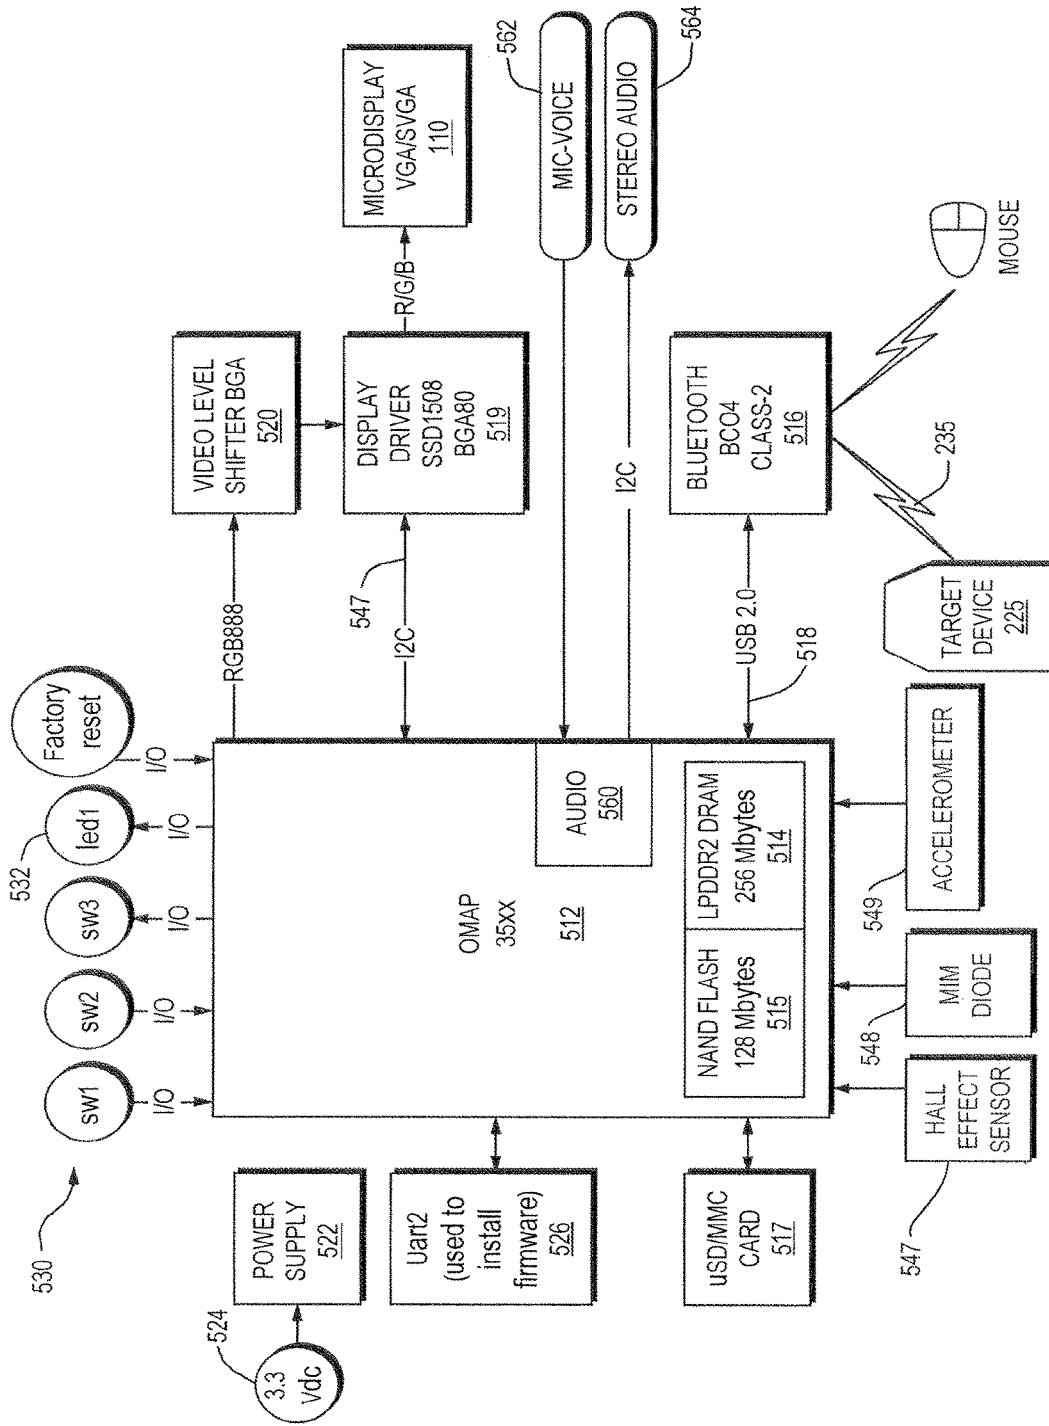 530
sw1
sw2
sw3
led1
532
Factory
reset
I/O
I/O
I/O
I/O
I/O
524
3.3
Vdc
POWER
SUPPLY
522
Uart2
(used to
install
firmware)
526
uSD/MMC
CARD
517
OMAP
35xx
512
AUDIO
560
NAND FLASH
128 Mbytes
515
LPDDR2 DRAM
256 Mbytes
514
RGB888
VIDEO LEVEL
SHIFTER BGA
520
I2C
547
DISPLAY
DRIVER
SSD1508
BGA80
519
R/G/B
MICRODISPLAY
VGA/SVGA
110
MIC-VOICE
562
I2C
STEREO AUDIO
564
USB 2.0
518
BLUETOOTH
BCO4
CLASS-2
516
235
MOUSE
TARGET
DEVICE
225
547
HALL
EFFECT
SENSOR
548
MIM
DIODE
549
ACCELEROMETER